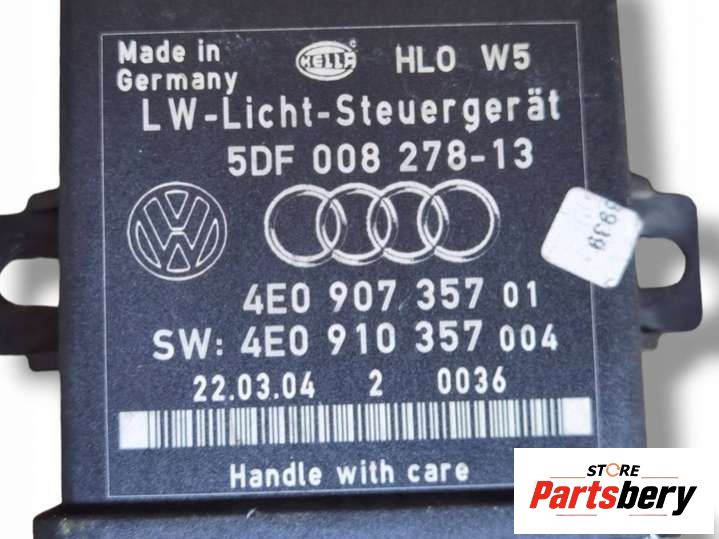 Made in
Germany
HELLA
HLO W5
LW-Licht-Steuergerät
5DF 008 278-13
4E0 907 357 01
SW: 4E0 910 357 004
22.03.04 2 0036
Handle with care
STORE
Partsbery